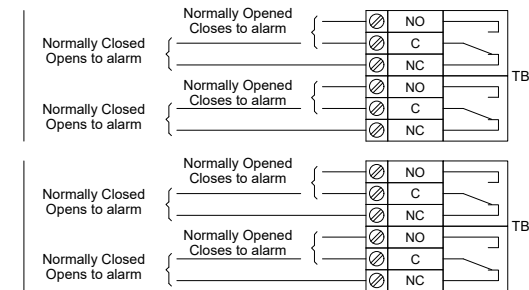 Normally Opened
Closes to alarm
NO
Normally Closed
Opens to alarm
C
NC
TB
Normally Opened
Closes to alarm
NO
Normally Closed
Opens to alarm
C
NC
Normally Opened
Closes to alarm
NO
Normally Closed
Opens to alarm
C
NC
TB
Normally Opened
Closes to alarm
NO
Normally Closed
Opens to alarm
C
NC